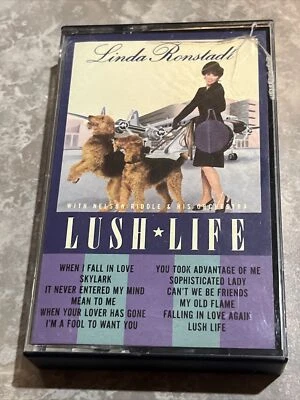 Linda Ronstadt
WITH NELSON RIDDLE & HIS ORCHESTRA
LUSH★LIFE
WHEN I FALL IN LOVE
SKYLARK
IT NEVER ENTERED MY MIND
MEAN TO ME
WHEN YOUR LOVER HAS GONE
I'M A FOOL TO WANT YOU
YOU TOOK ADVANTAGE OF ME
SOPHISTICATED LADY
CAN'T WE BE FRIENDS
MY OLD FLAME
FALLING IN LOVE AGAIN
LUSH LIFE